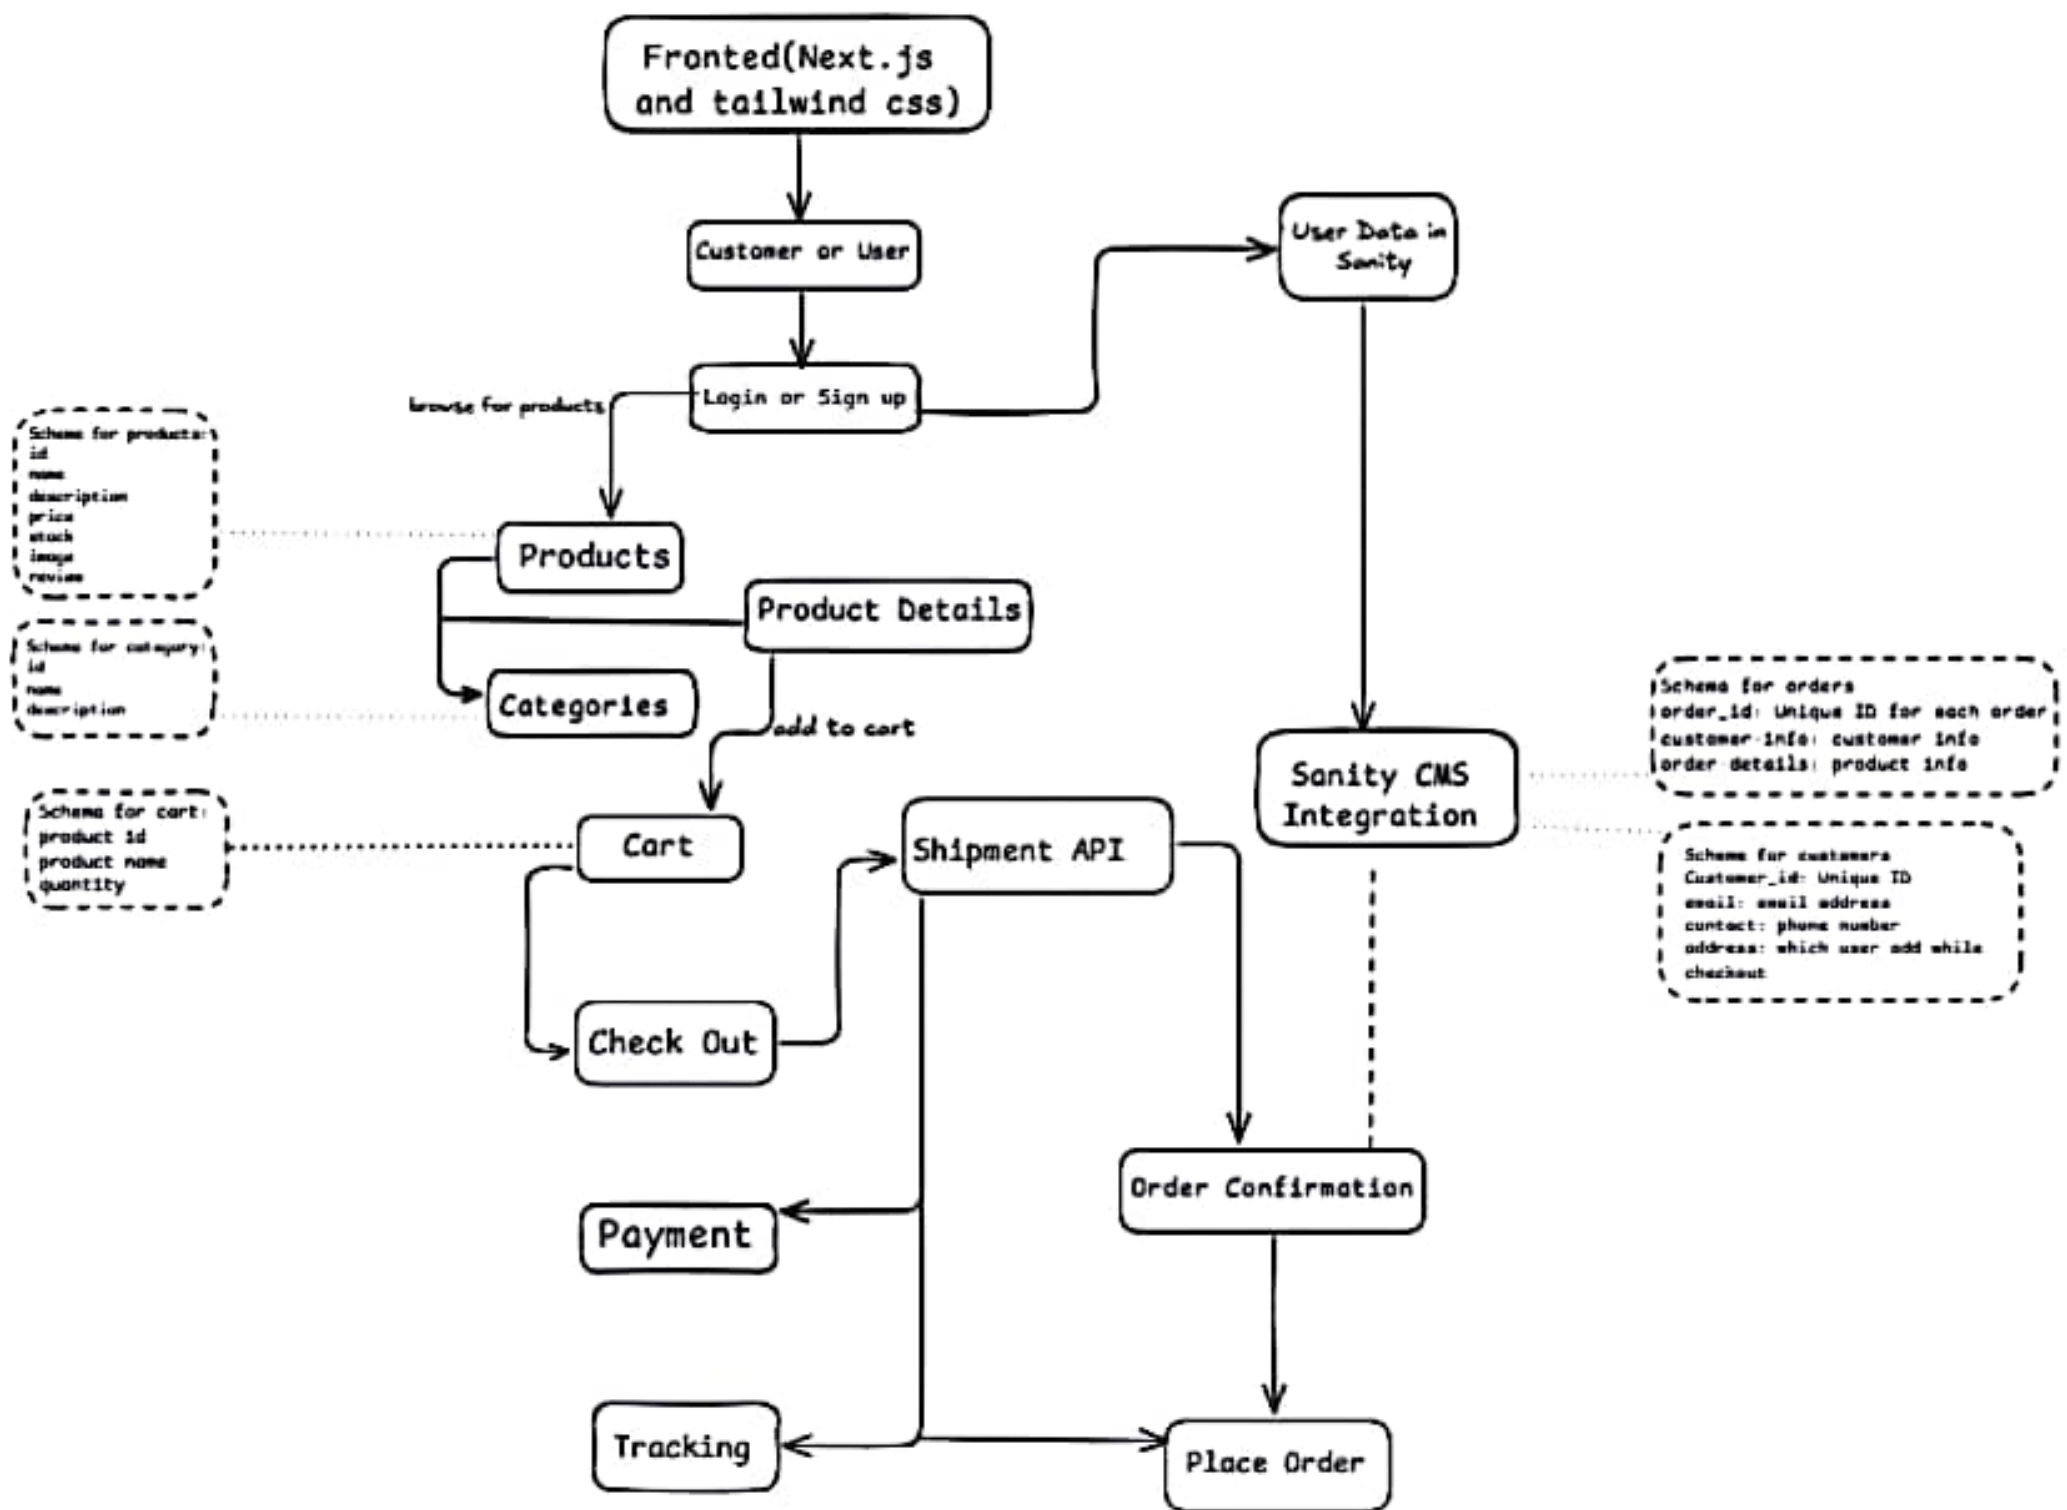 Fronted(Next.js
and tailwind css)
Customer or User
User Data in
Sanity
Login or Sign up
browse for products
Schema for products:
id
name
description
price
stock
image
review
Products
Product Details
Schema for category:
id
name
description
Categories
add to cart
Schema for orders
order_id: Unique ID for each order
customer-info: customer info
order-details: product info
Sanity CMS
Integration
Schema for cart:
product id
product name
quantity
Cart
Shipment API
Schema for customers
Customer_id: Unique ID
email: email address
contact: phone number
address: which user add while
checkout
Check Out
Order Confirmation
Payment
Tracking
Place Order